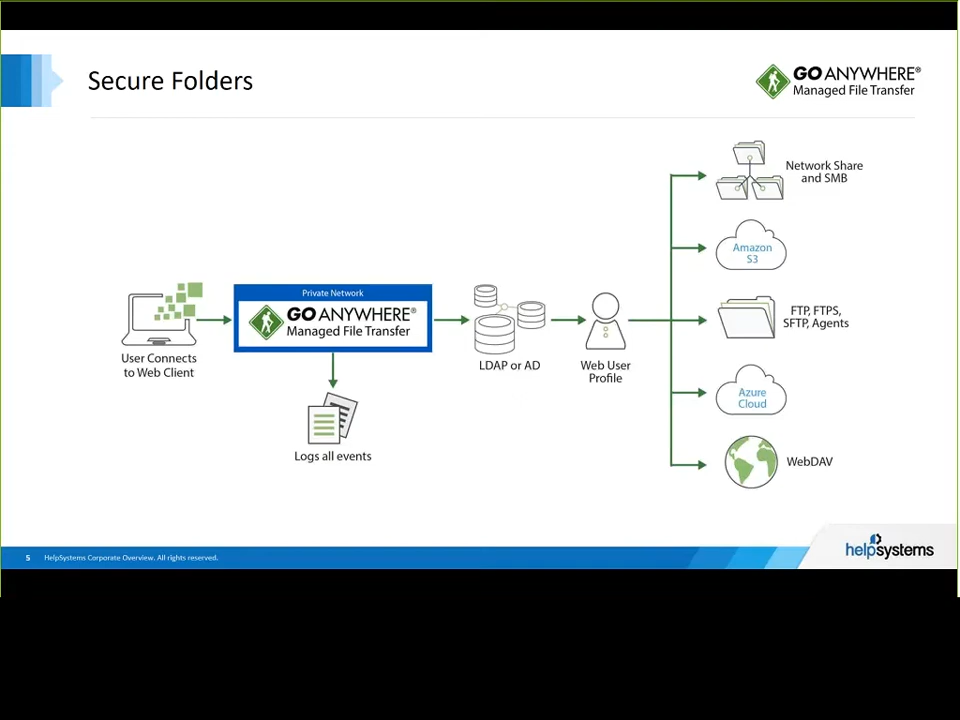 Secure Folders
GO ANYWHERE®
Managed File Transfer
Network Share
and SMB
Amazon
S3
Private Network
GO ANYWHERE®
Managed File Transfer
FTP, FTPS,
SFTP, Agents
User Connects
to Web Client
LDAP or AD
Web User
Profile
Azure
Cloud
Logs all events
WebDAV
5 HelpSystems Corporate Overview. All rights reserved.
helpsystems